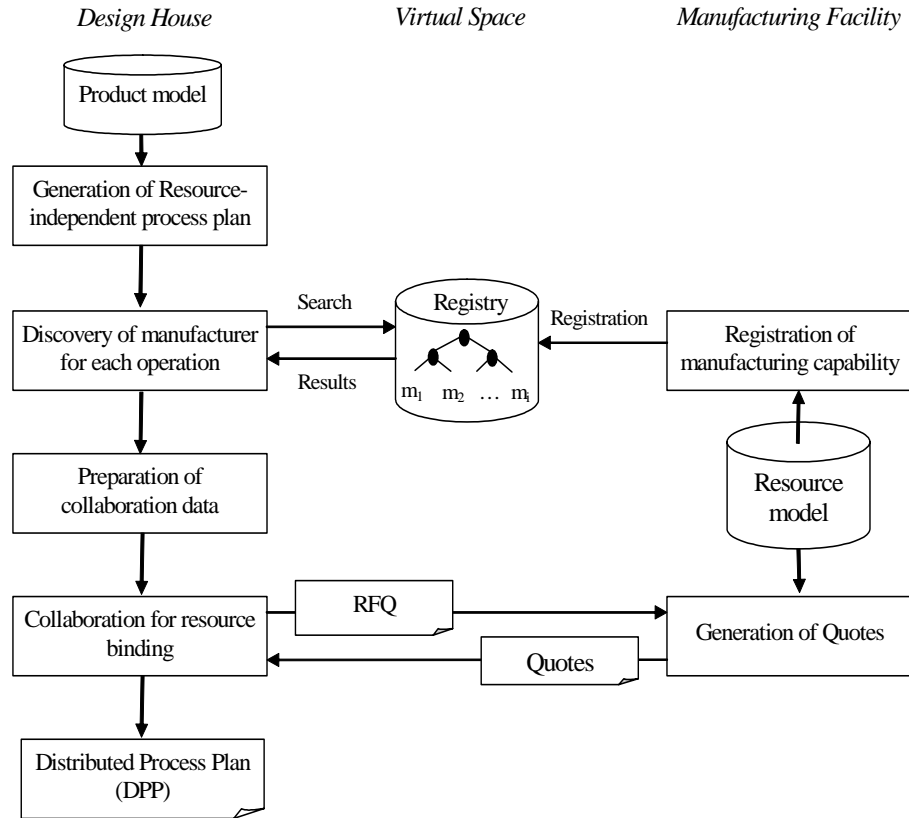 Design House
Virtual Space
Manufacturing Facility
Product model
Generation of Resource-
independent process plan
Discovery of manufacturer
for each operation
Search
Results
Registry
m1 m2 … mi
Registration
Registration of
manufacturing capability
Resource
model
Preparation of
collaboration data
Collaboration for resource
binding
RFQ
Quotes
Generation of Quotes
Distributed Process Plan
(DPP)